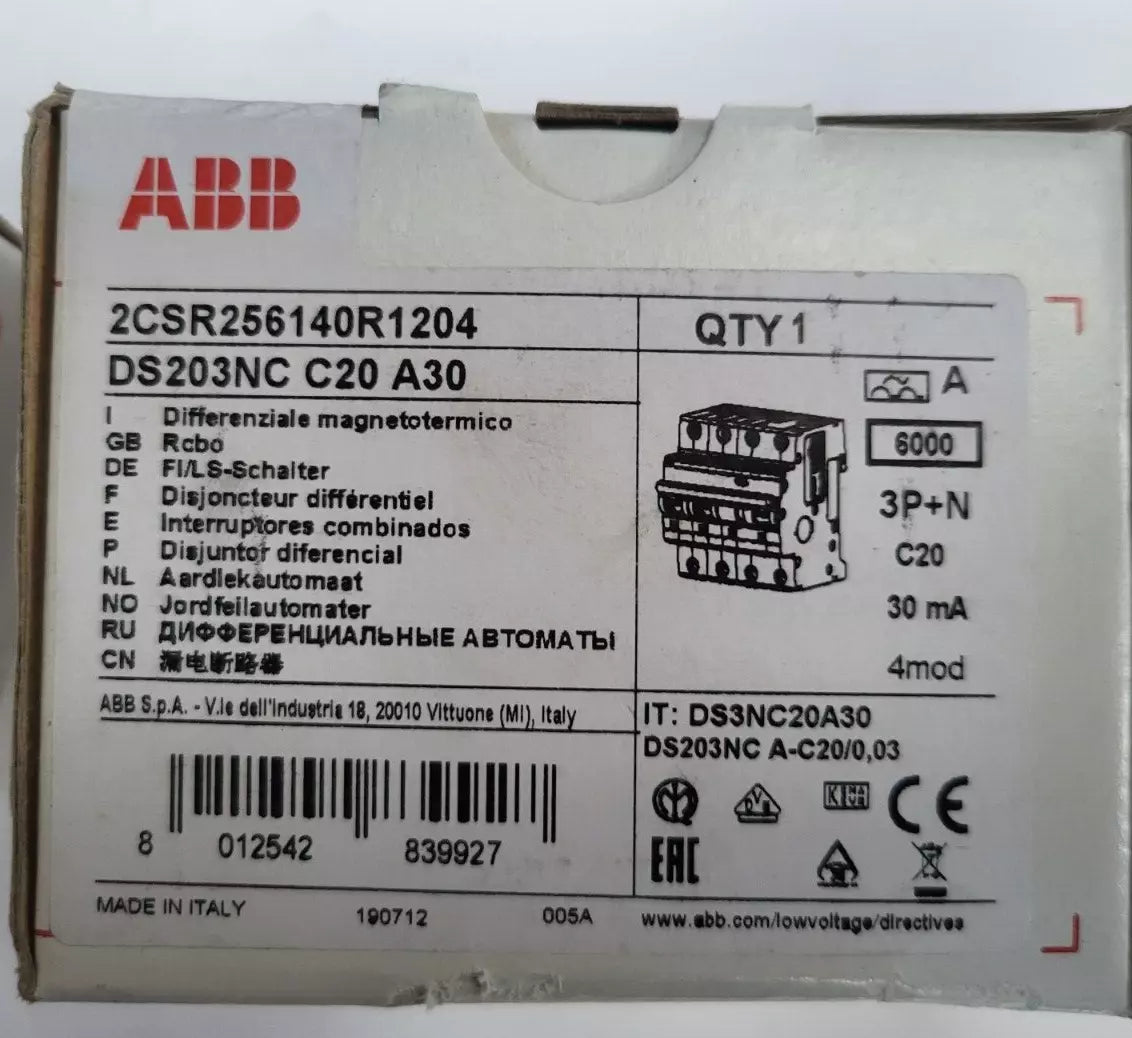 ABB
2CSR256140R1204
QTY 1
DS203NC C20 A30
I Differenziale magnetotermico
GB Rcbo
DE FI/LS-Schalter
F Disjoncteur différentiel
E Interruptores combinados
P Disjuntor diferencial
NL Aardlekautomaat
NO Jordfeilautomater
RU ДИФФЕРЕНЦИАЛЬНЫЕ АВТОМАТЫ
CN 漏电断路器
A
6000
3P+N
C20
30 mA
4mod
ABB S.p.A. - V.le dell'Industria 18, 20010 Vittuone (MI), Italy
IT: DS3NC20A30
DS203NC A-C20/0,03
8 012542 839927
DVE
CE
EAC
MADE IN ITALY 190712 005A
www.abb.com/lowvoltage/directives